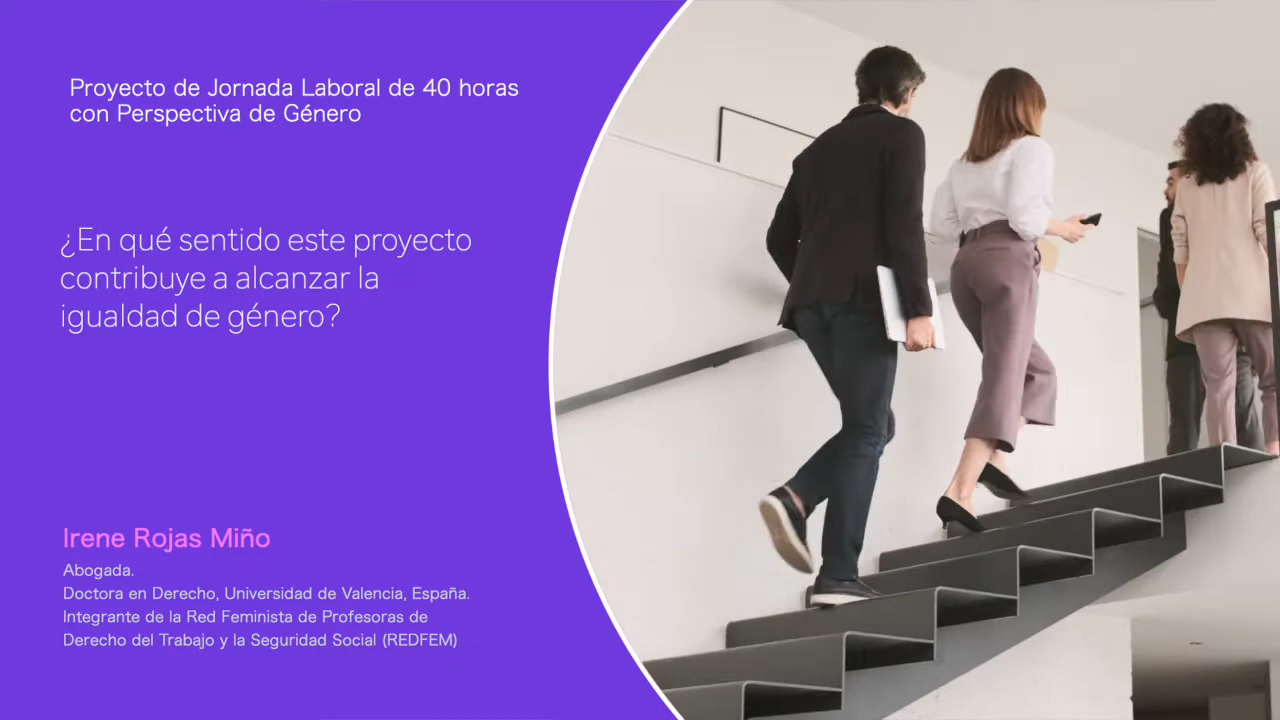 Proyecto de Jornada Laboral de 40 horas
con Perspectiva de Género
¿En qué sentido este proyecto
contribuye a alcanzar la
igualdad de género?
Irene Rojas Miño
Abogada.
Doctora en Derecho, Universidad de Valencia, España.
Integrante de la Red Feminista de Profesoras de
Derecho del Trabajo y la Seguridad Social (REDFEM)